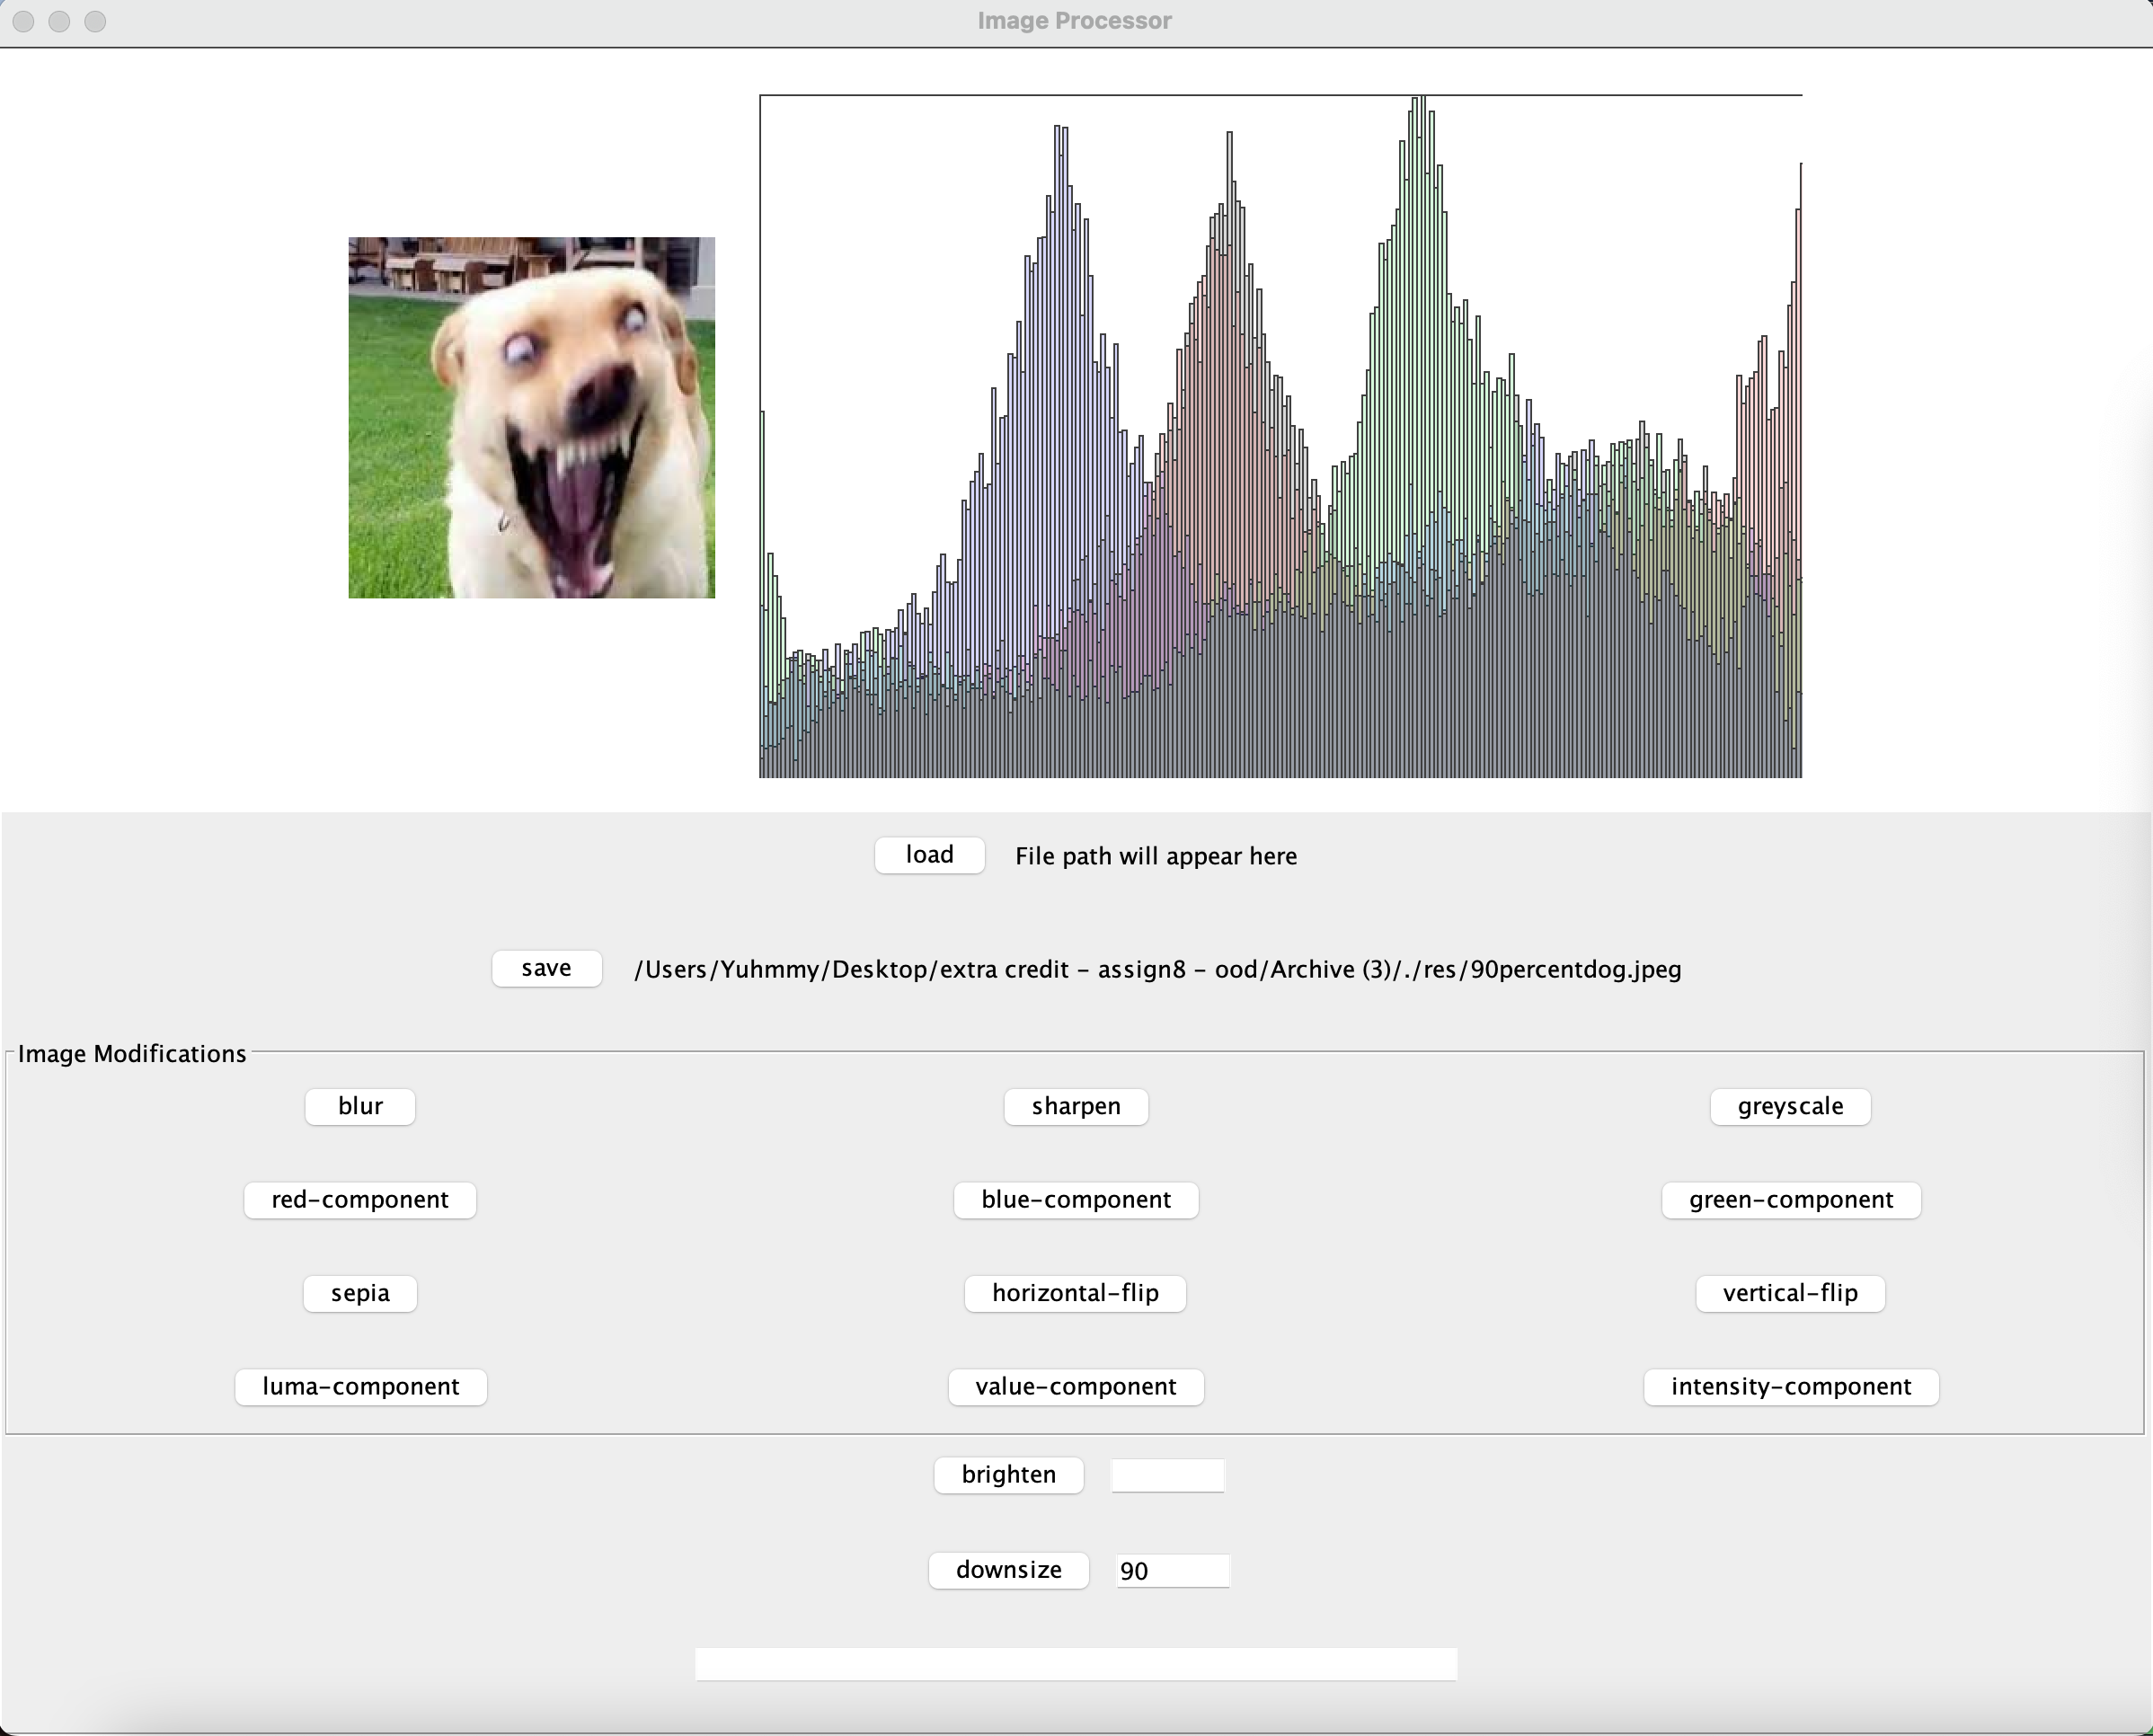 Image Processor
load File path will appear here
save /Users/Yuhmmy/Desktop/extra credit - assign8 - ood/Archive (3)/./res/90percentdog.jpeg
Image Modifications
blur sharpen greyscale
red-component blue-component green-component
sepia horizontal-flip vertical-flip
luma-component value-component intensity-component
brighten
downsize 90